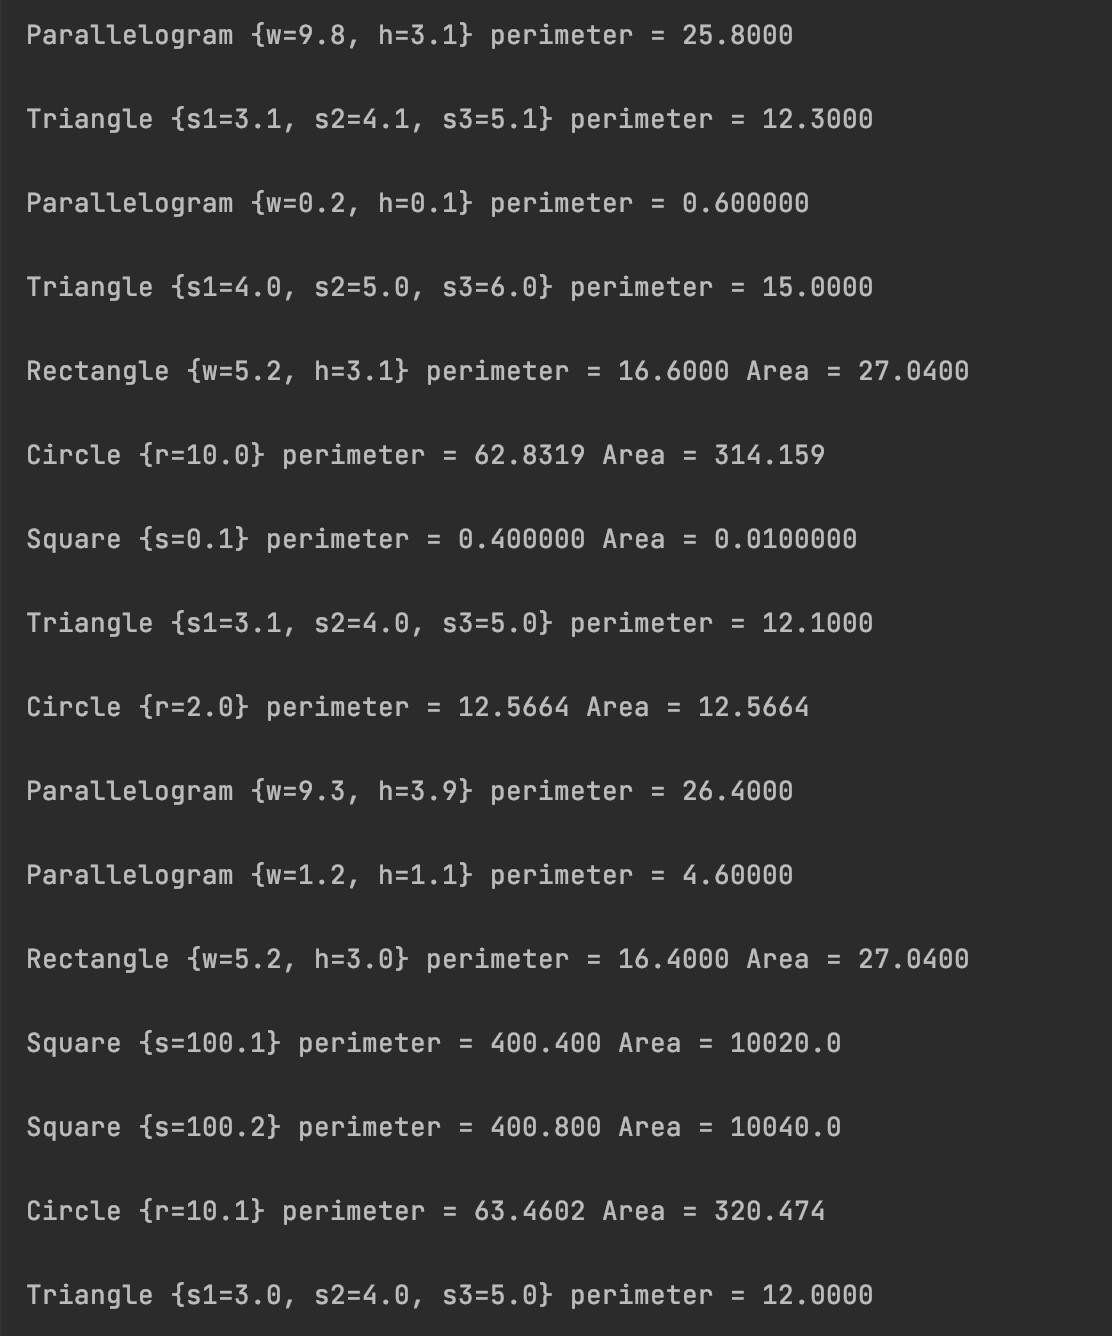 Parallelogram {w=9.8, h=3.1} perimeter = 25.8000
Triangle {s1=3.1, s2=4.1, s3=5.1} perimeter = 12.3000
Parallelogram {w=0.2, h=0.1} perimeter = 0.600000
Triangle {s1=4.0, s2=5.0, s3=6.0} perimeter = 15.0000
Rectangle {w=5.2, h=3.1} perimeter = 16.6000 Area = 27.0400
Circle {r=10.0} perimeter = 62.8319 Area = 314.159
Square {s=0.1} perimeter = 0.400000 Area = 0.0100000
Triangle {s1=3.1, s2=4.0, s3=5.0} perimeter = 12.1000
Circle {r=2.0} perimeter = 12.5664 Area = 12.5664
Parallelogram {w=9.3, h=3.9} perimeter = 26.4000
Parallelogram {w=1.2, h=1.1} perimeter = 4.60000
Rectangle {w=5.2, h=3.0} perimeter = 16.4000 Area = 27.0400
Square {s=100.1} perimeter = 400.400 Area = 10020.0
Square {s=100.2} perimeter = 400.800 Area = 10040.0
Circle {r=10.1} perimeter = 63.4602 Area = 320.474
Triangle {s1=3.0, s2=4.0, s3=5.0} perimeter = 12.0000